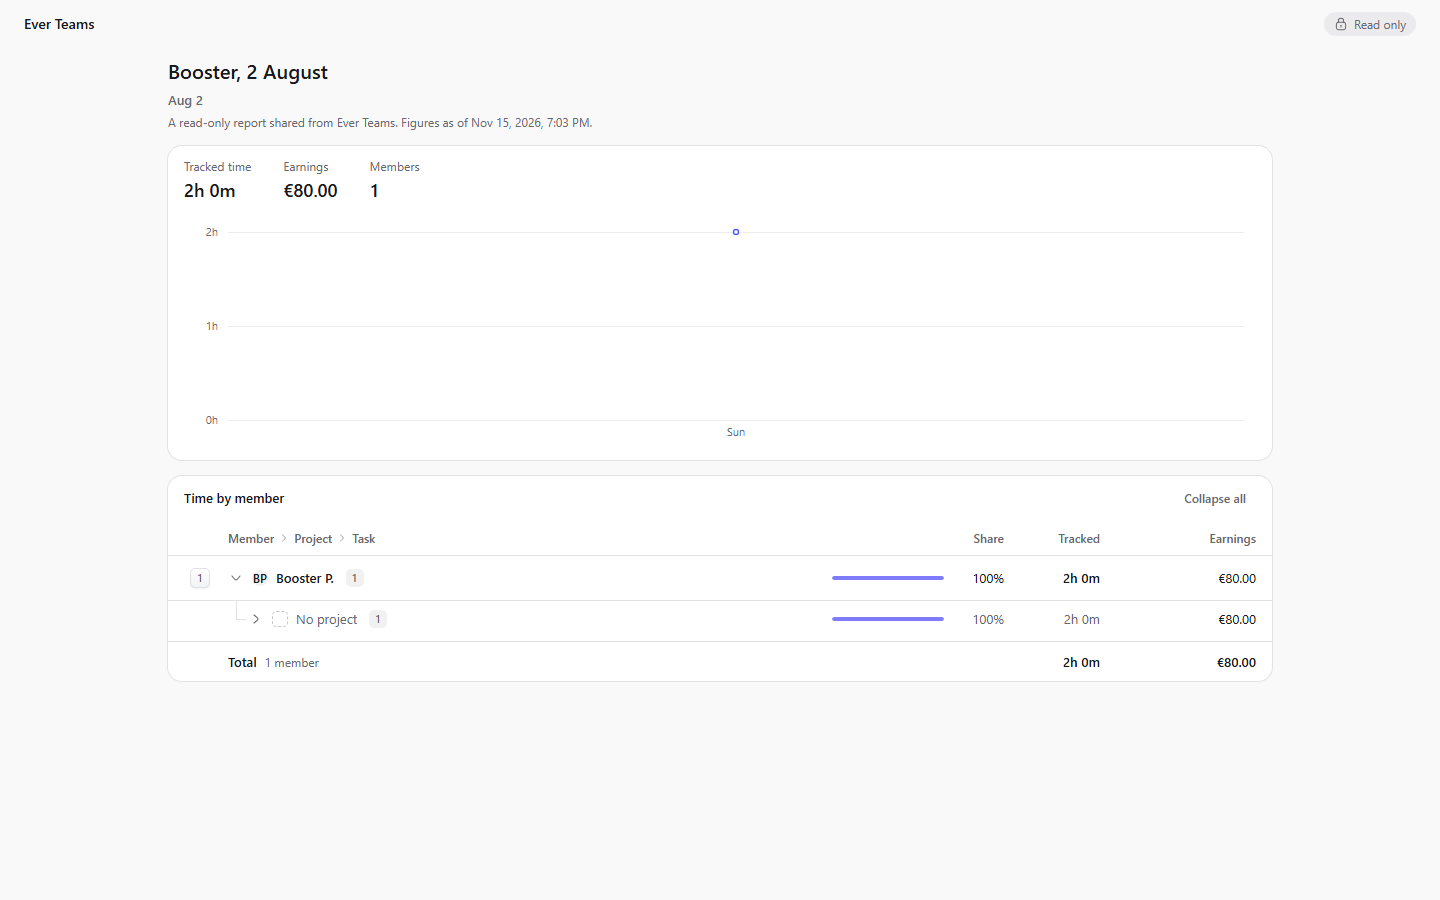 Ever Teams
Read only
Booster, 2 August
Aug 2
A read-only report shared from Ever Teams. Figures as of Nov 15, 2026, 7:03 PM.
Tracked time Earnings Members
2h 0m €80.00 1
2h
1h
0h
Sun
Time by member Collapse all
Member Project Task Share Tracked Earnings
1 BP Booster P. 1 100% 2h 0m €80.00
No project 1 100% 2h 0m €80.00
Total 1 member 2h 0m €80.00